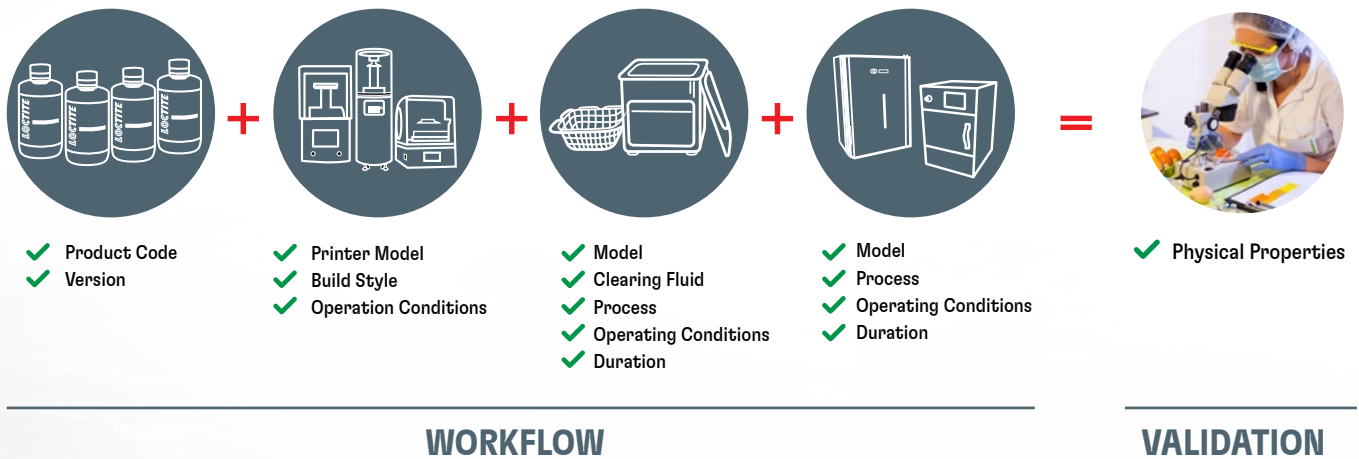 LOCTITE
LOCTITE
LOCTITE
LOCTITE
+
+
+
=
Product Code
Version
Printer Model
Build Style
Operation Conditions
Model
Clearing Fluid
Process
Operating Conditions
Duration
Model
Process
Operating Conditions
Duration
Physical Properties
WORKFLOW
VALIDATION